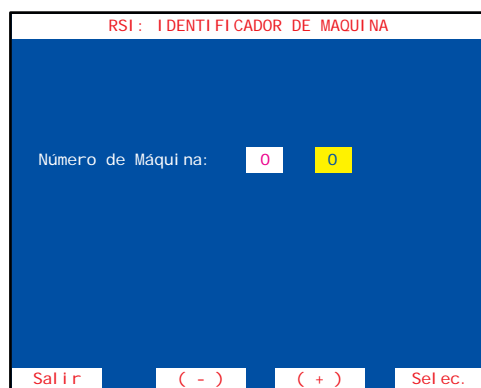 RSI: IDENTIFICADOR DE MAQUINA
Número de Máquina: 0 0
Salir ( - ) ( + ) Selec.